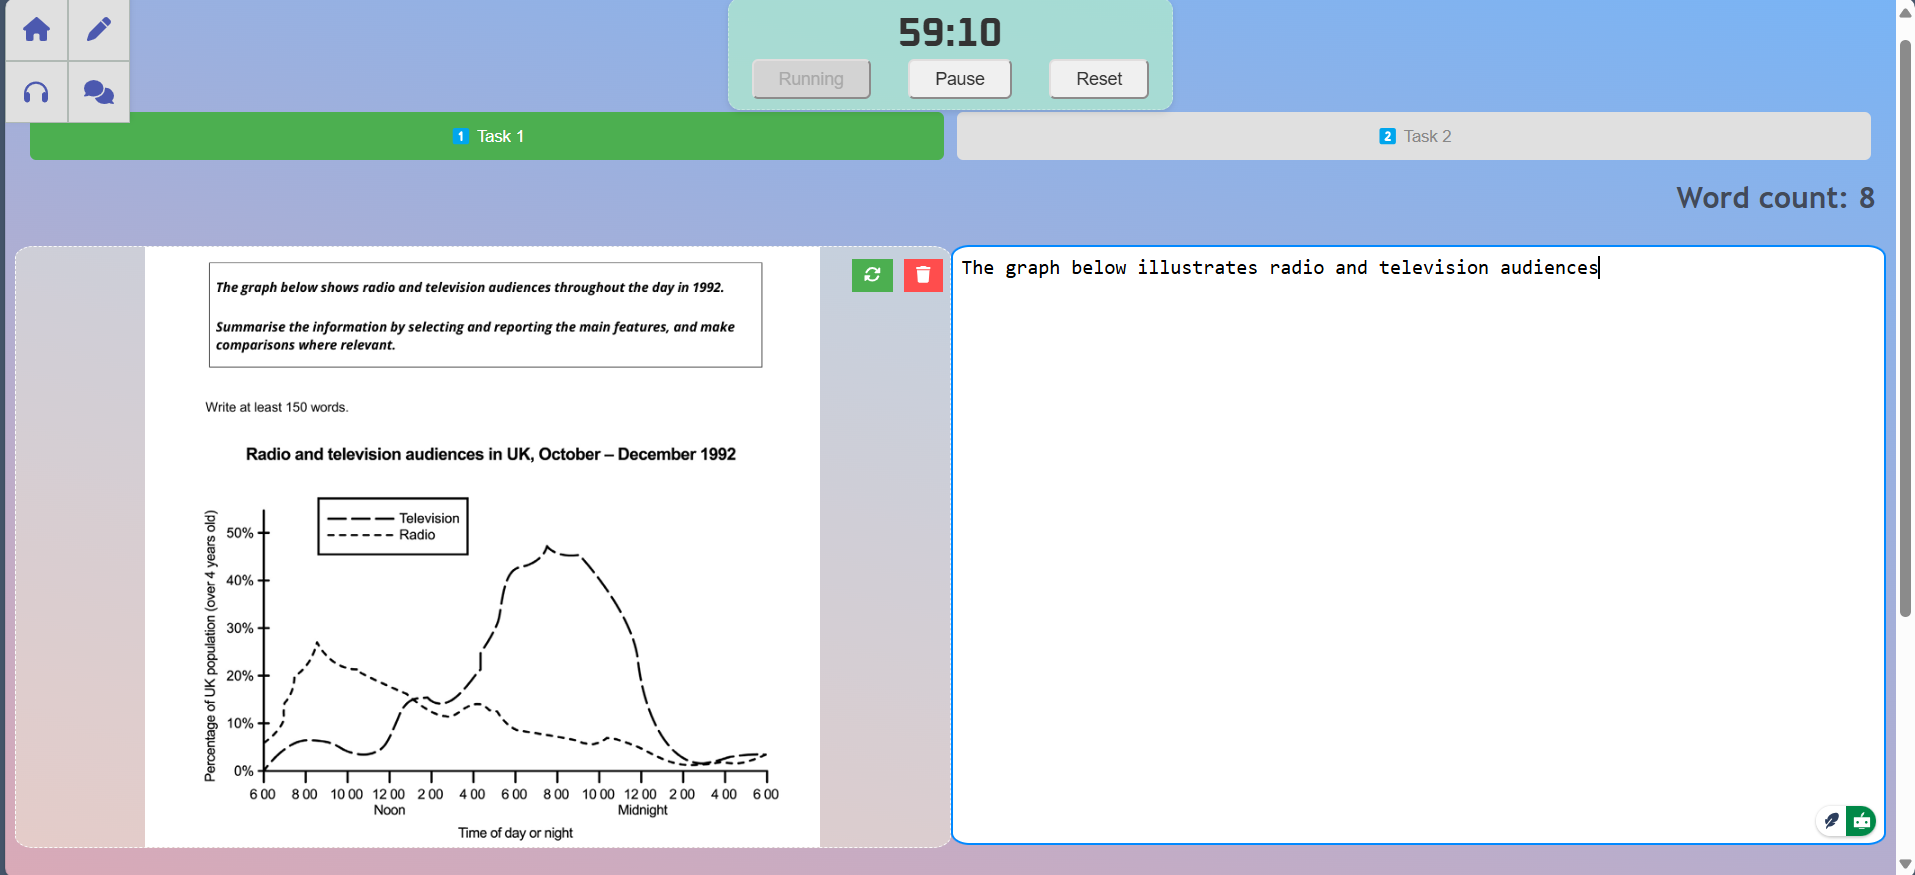 59:10
Running
Pause
Reset
1 Task 1
2 Task 2
Word count: 8
The graph below shows radio and television audiences throughout the day in 1992.
Summarise the information by selecting and reporting the main features, and make
comparisons where relevant.
Write at least 150 words.
Radio and television audiences in UK, October – December 1992
Television
Radio
Percentage of UK population (over 4 years old)
50%
40%
30%
20%
10%
0%
6 00 8 00 10 00 12 00 2 00 4 00 6 00 8 00 10 00 12 00 2 00 4 00 6 00
Noon Midnight
Time of day or night
The graph below illustrates radio and television audiences